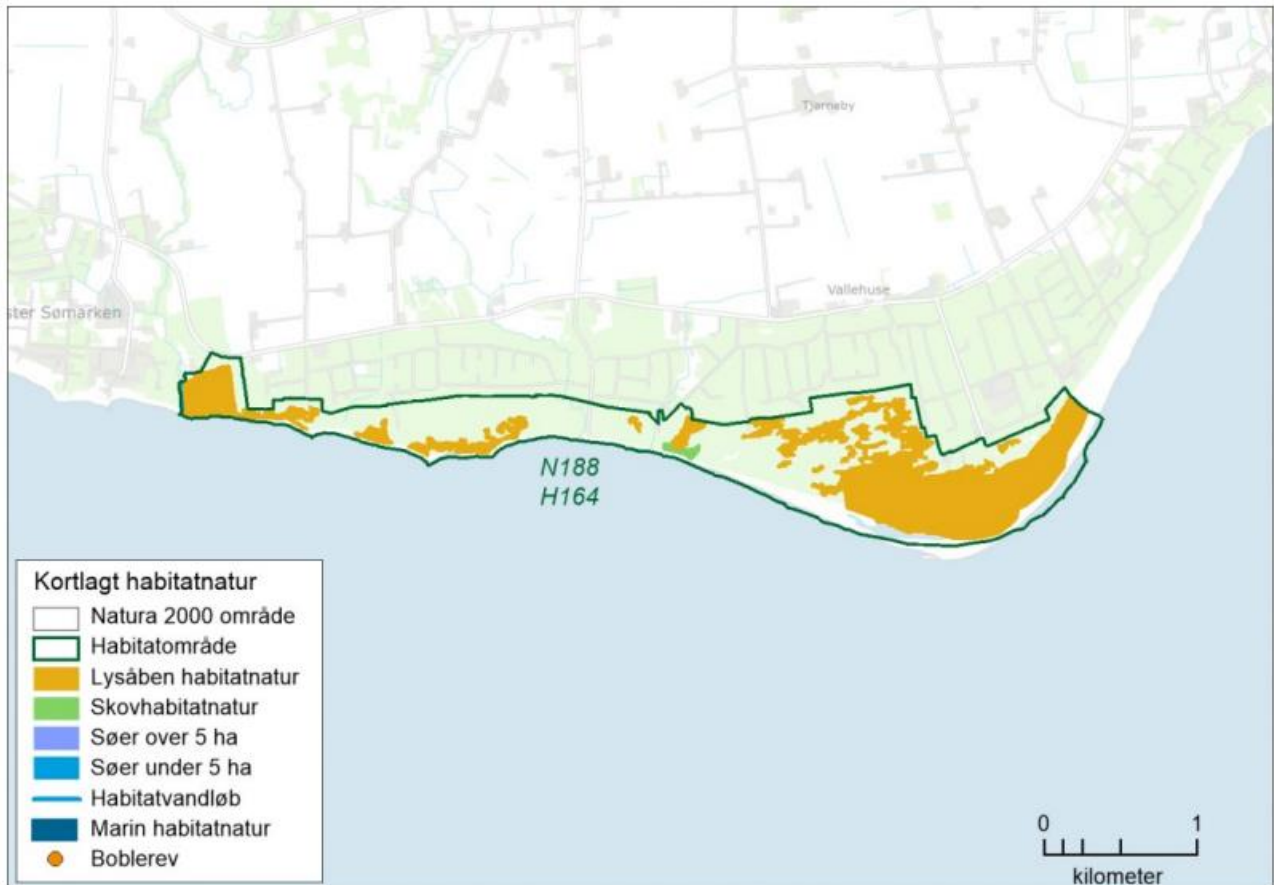 Tjørneby
Vallehuse
ster Sømarken
N188
H164
Kortlagt habitatnatur
Natura 2000 område
Habitatområde
Lysåben habitatnatur
Skovhabitatnatur
Søer over 5 ha
Søer under 5 ha
Habitatvandløb
Marin habitatnatur
Boblerev
0 1
kilometer